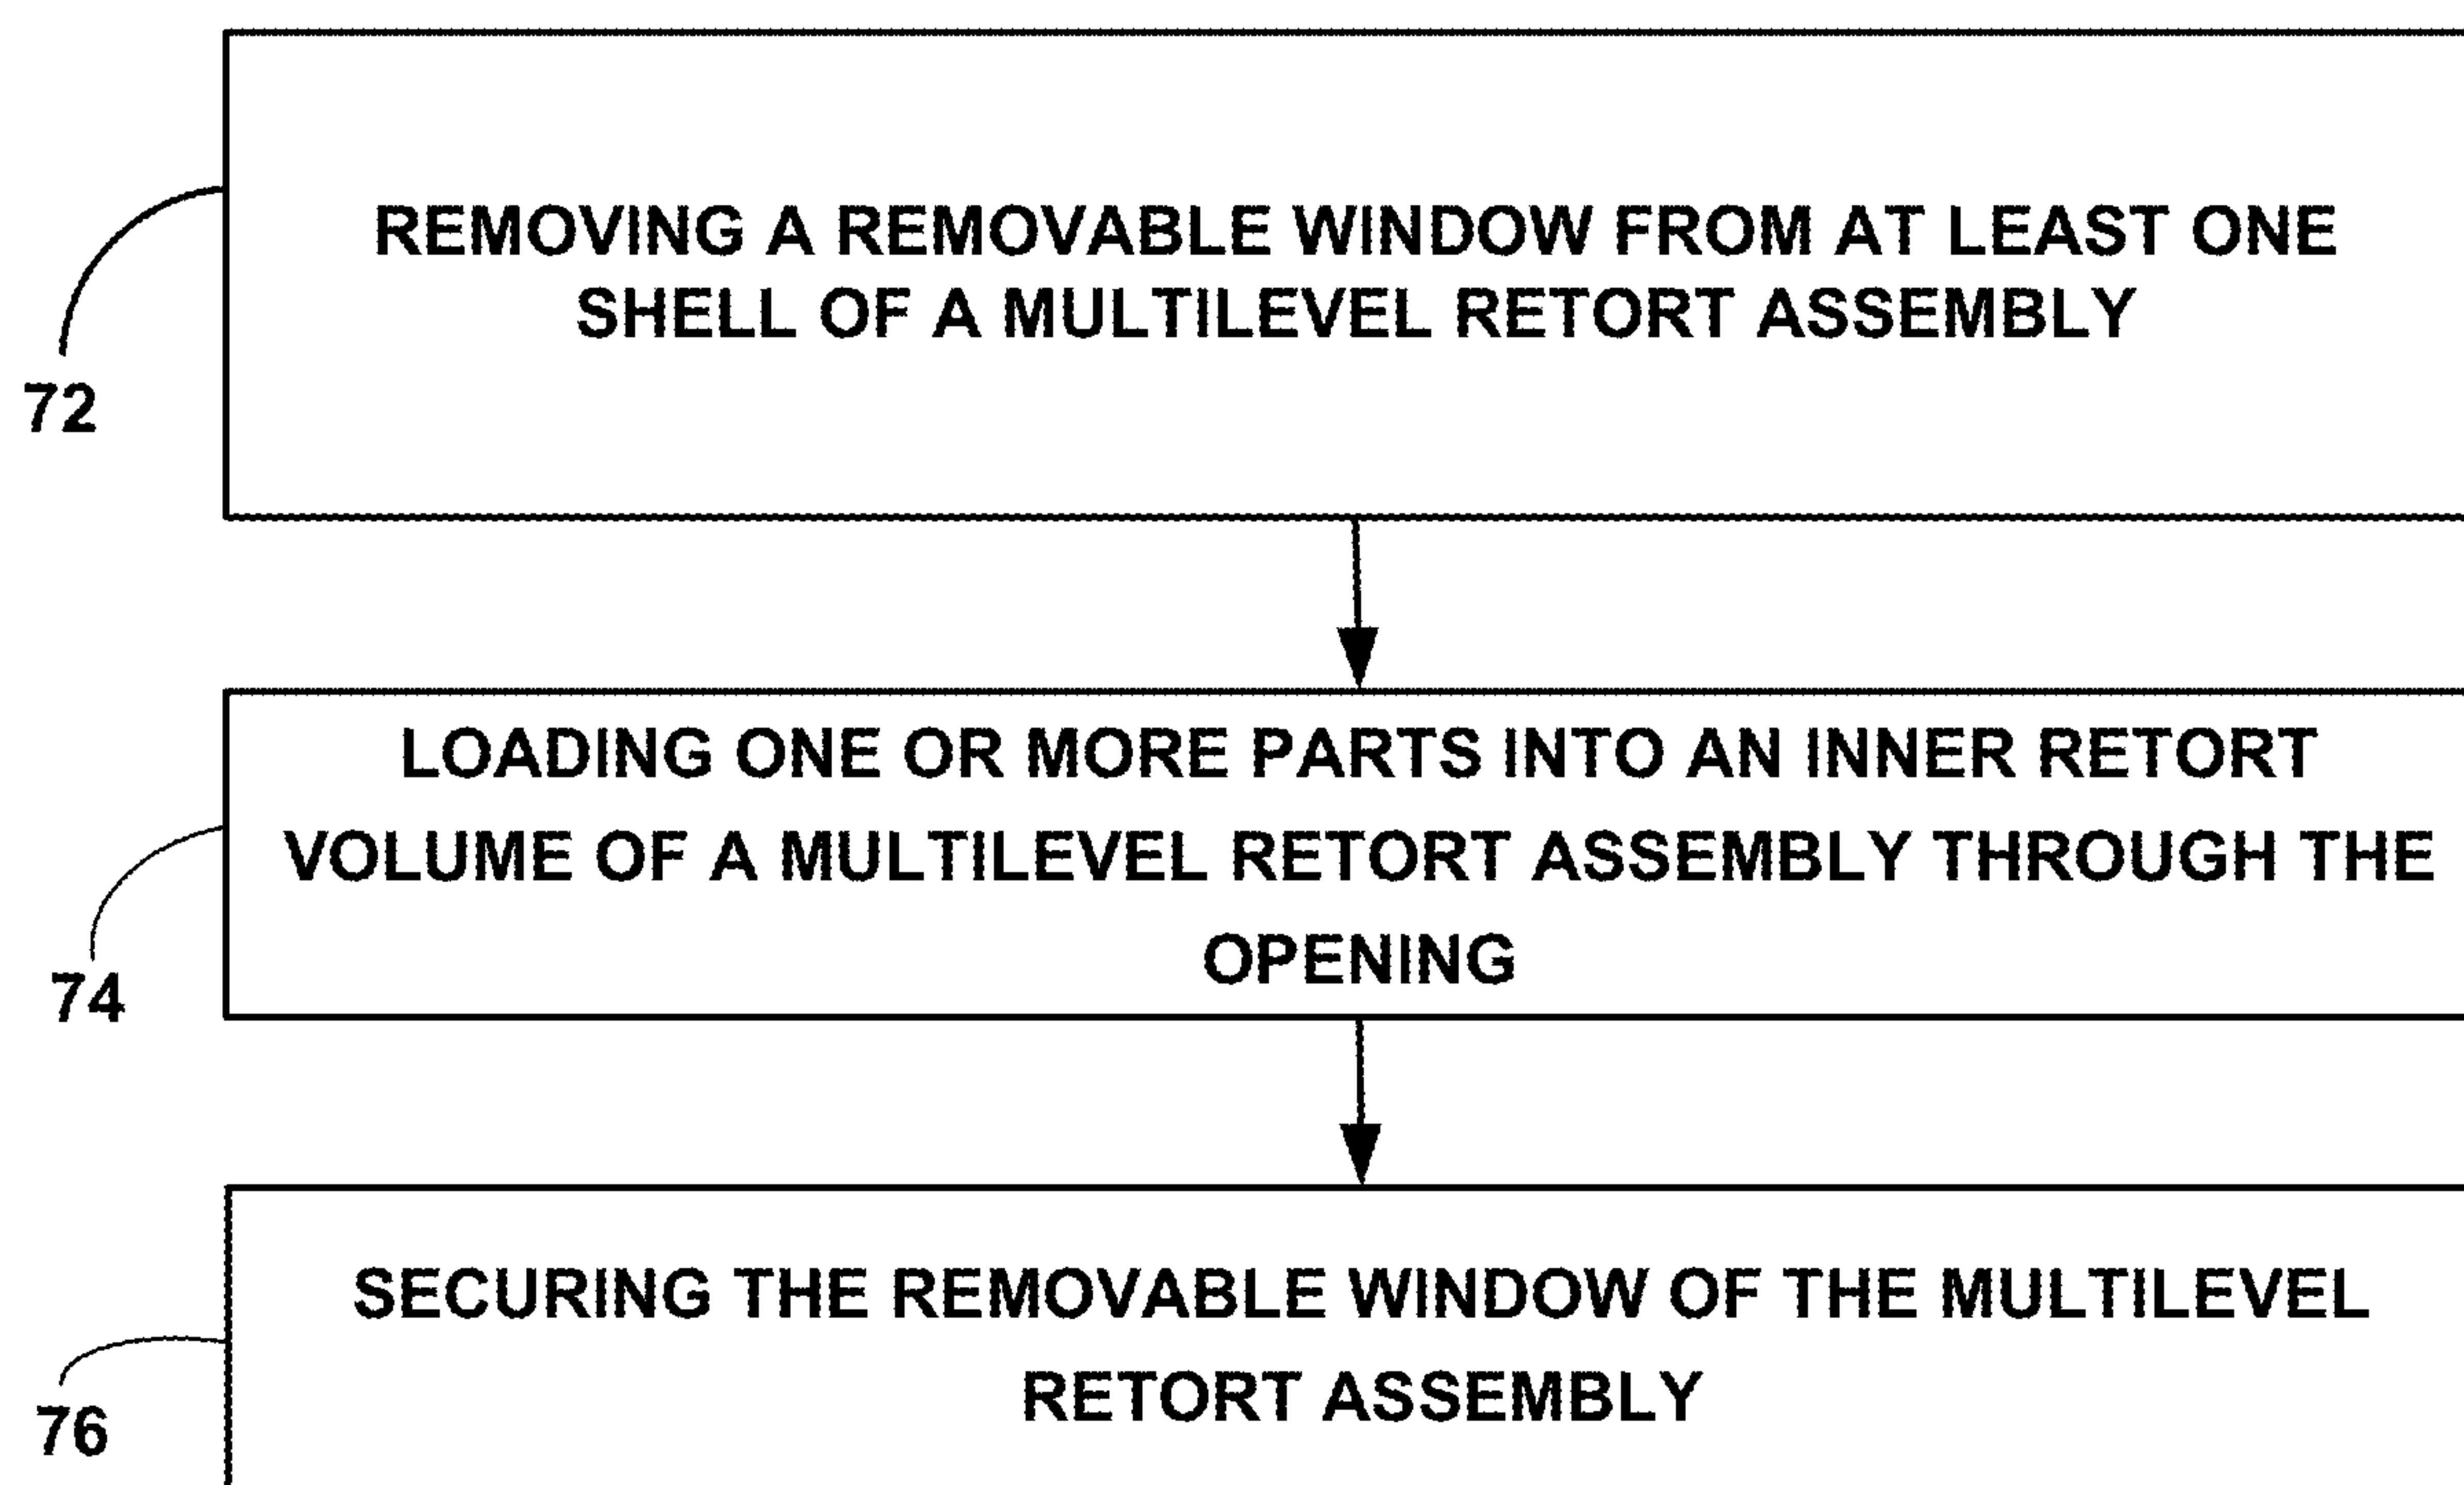 REMOVING A REMOVABLE WINDOW FROM AT LEAST ONE
SHELL OF A MULTILEVEL RETORT ASSEMBLY
72
LOADING ONE OR MORE PARTS INTO AN INNER RETORT
VOLUME OF A MULTILEVEL RETORT ASSEMBLY THROUGH THE
OPENING
74
SECURING THE REMOVABLE WINDOW OF THE MULTILEVEL
RETORT ASSEMBLY
76